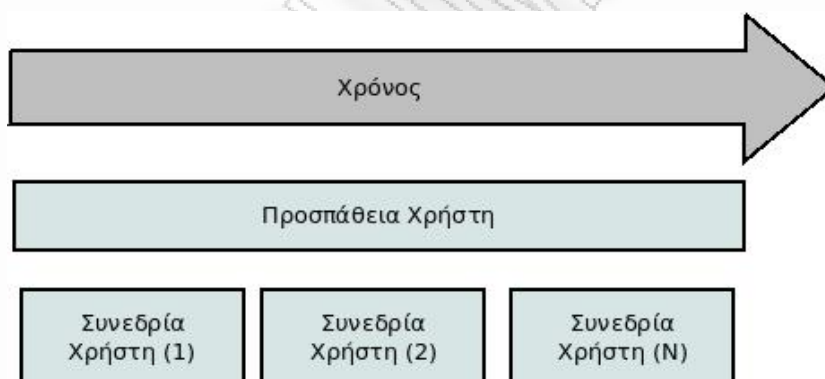 Χρόνος
Προσπάθεια Χρήστη
Συνεδρία
Χρήστη (1)
Συνεδρία
Χρήστη (2)
Συνεδρία
Χρήστη (N)